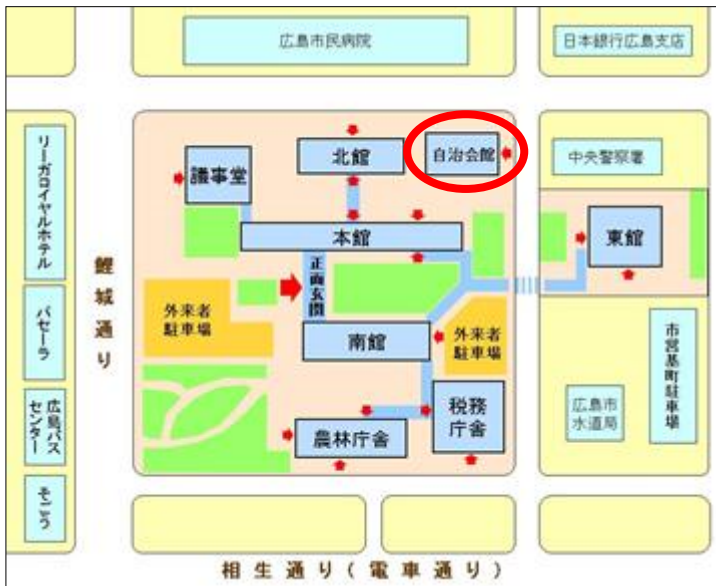 広島市民病院
日本銀行広島支店
リーガロイヤルホテル
議事堂
北館
自治会館
中央警察署
本館
東館
鯉城通り
正面玄関
パセーラ
外来者
駐車場
南館
外来者
駐車場
市営基町駐車場
広島バス
センター
農林庁舎
税務
庁舎
広島市
水道局
そごう
相生通り(電車通り)